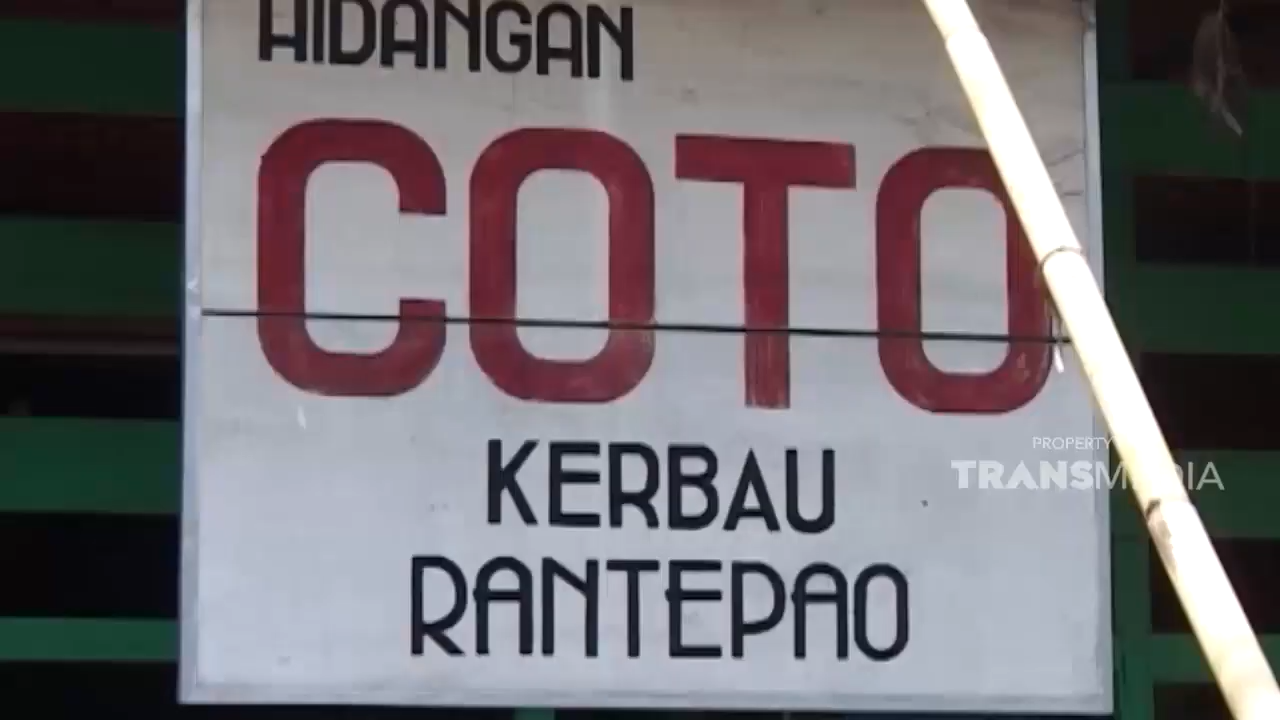 HIDANGAN
COTO
KERBAU
RANTEPAO
PROPERTY
TRANSMEDIA